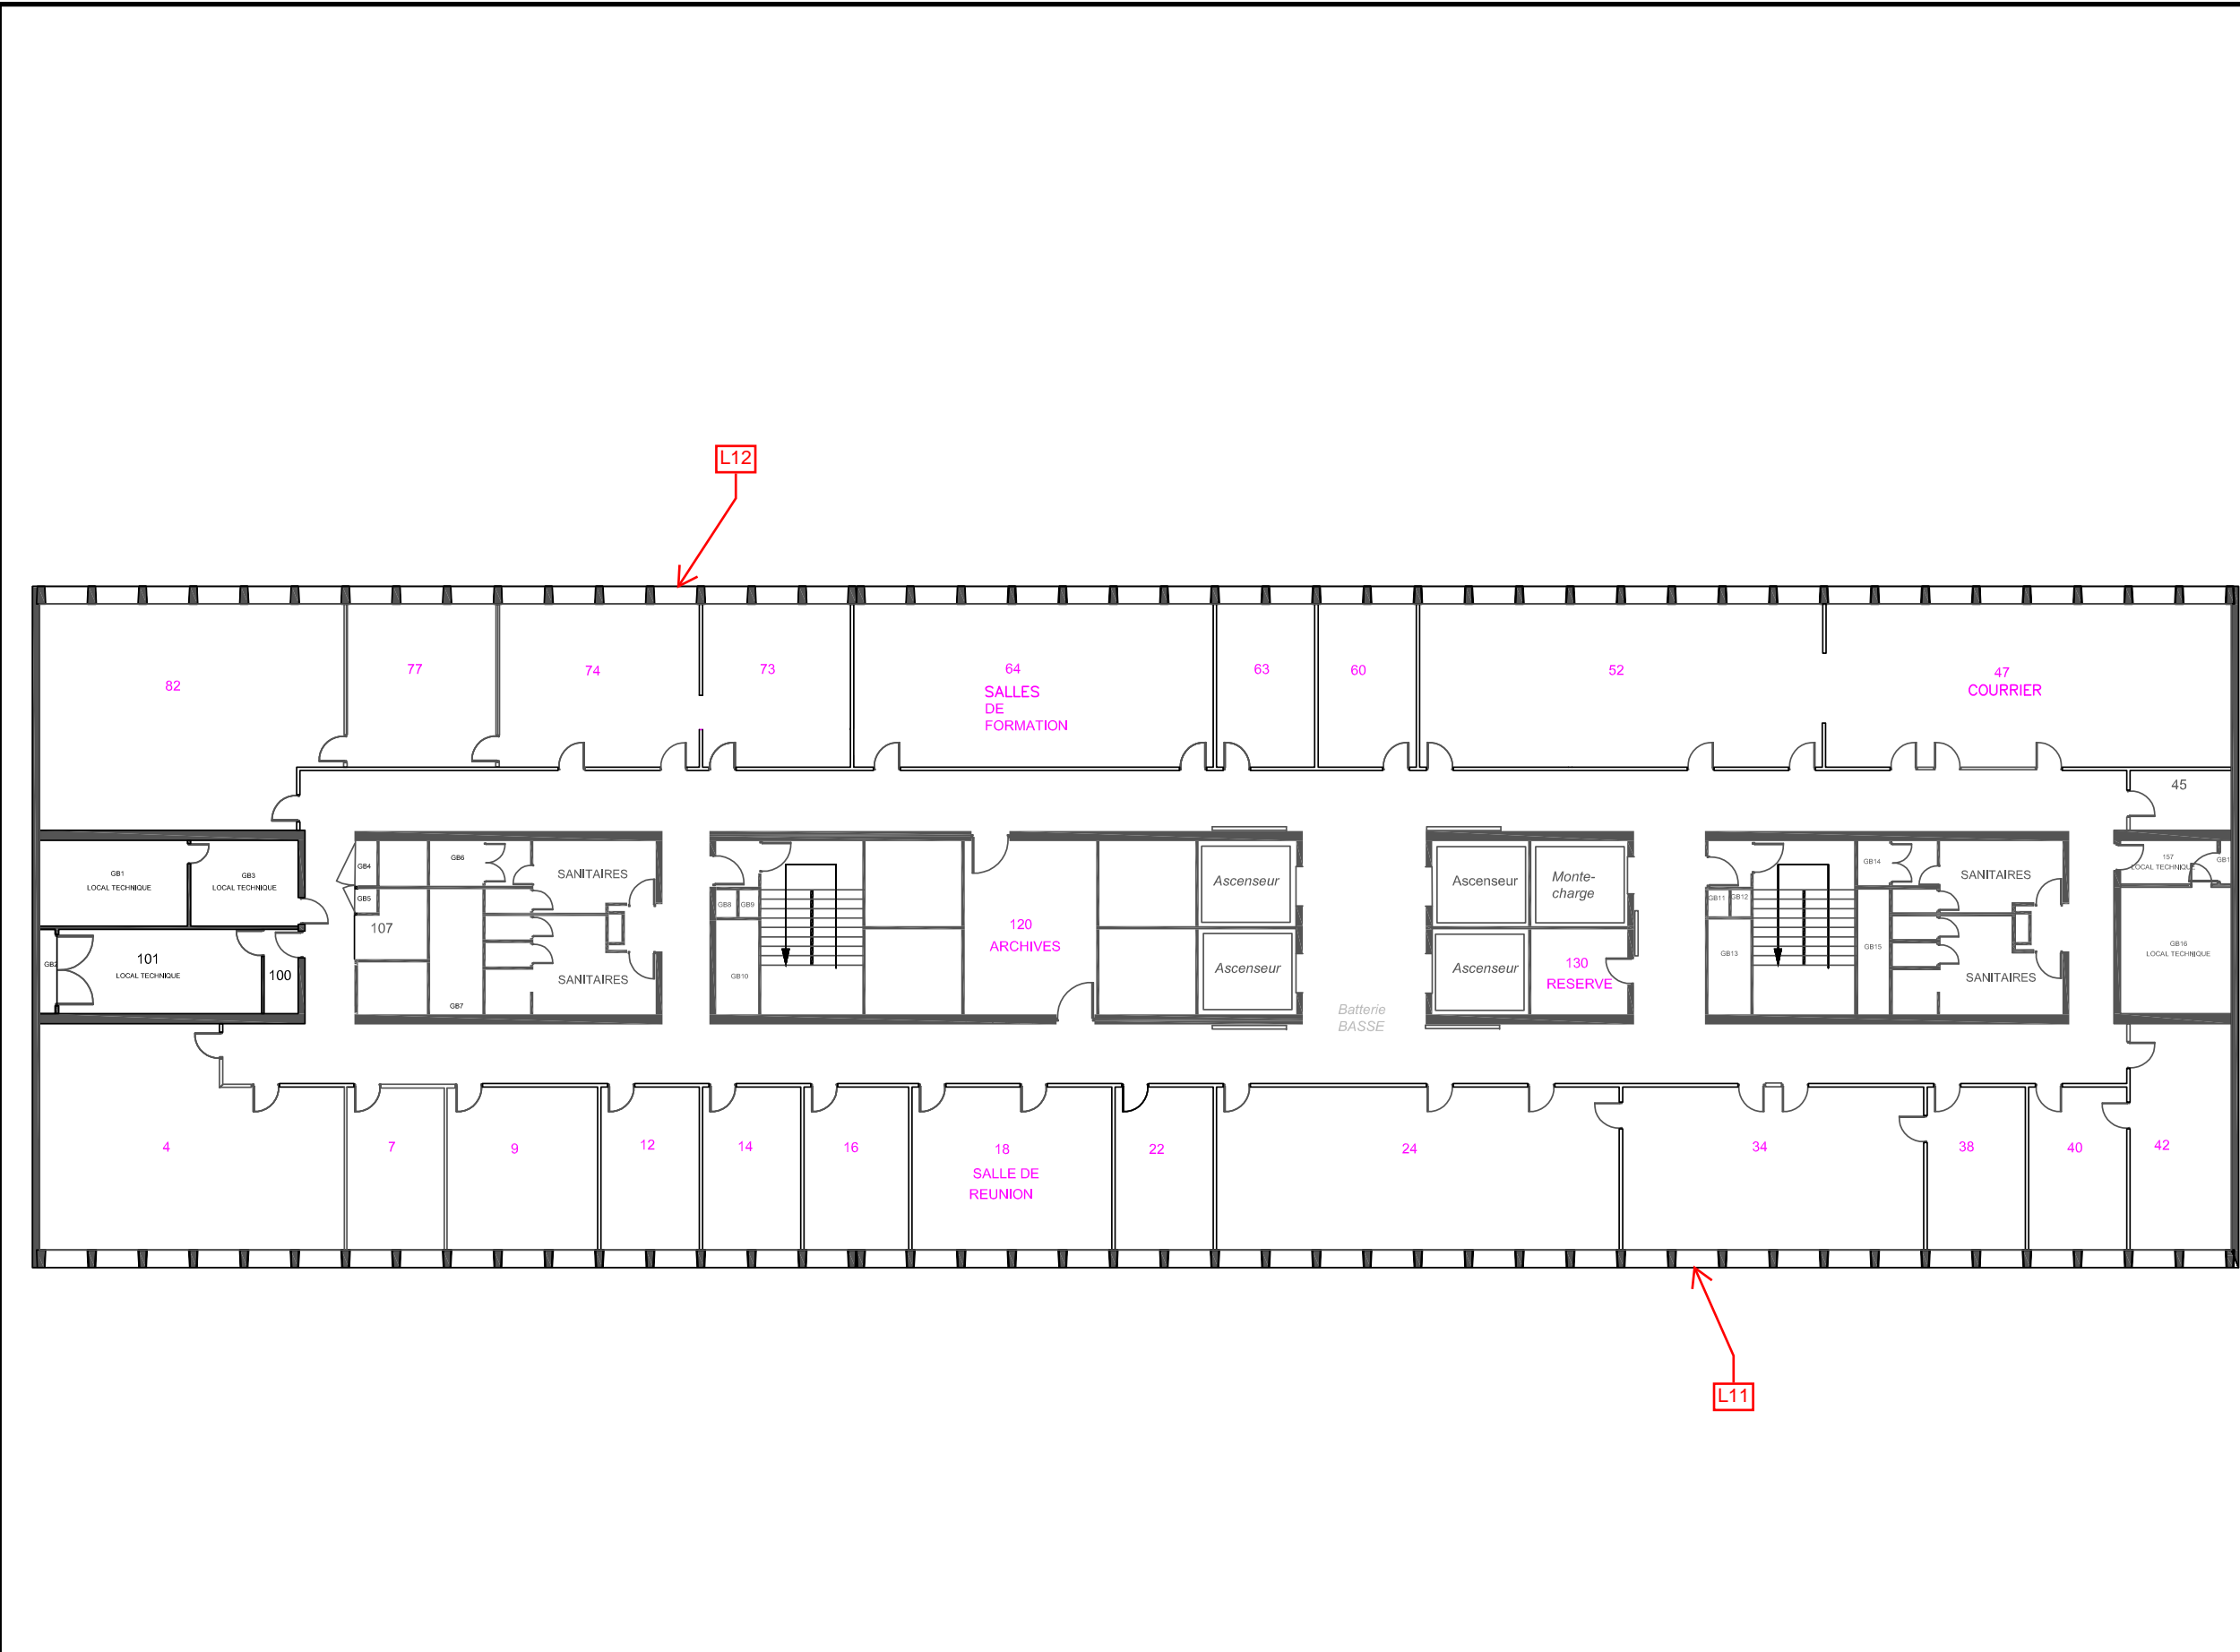 L12
82
77
74
73
64
SALLES
DE
FORMATION
63
60
52
47
COURRIER
45
GB1
LOCAL TECHNIQUE
GB3
LOCAL TECHNIQUE
GB4
GB5
107
GB6
SANITAIRES
GB2
101
LOCAL TECHNIQUE
100
GB7
SANITAIRES
GB8
GB9
GB10
120
ARCHIVES
Ascenseur
Ascenseur
Batterie
BASSE
Ascenseur
Monte-
charge
Ascenseur
130
RESERVE
GB11
GB12
GB13
GB14
GB15
SANITAIRES
SANITAIRES
157
LOCAL TECHNIQUE
GB16
LOCAL TECHNIQUE
4
7
9
12
14
16
18
SALLE DE
REUNION
22
24
34
38
40
42
L11